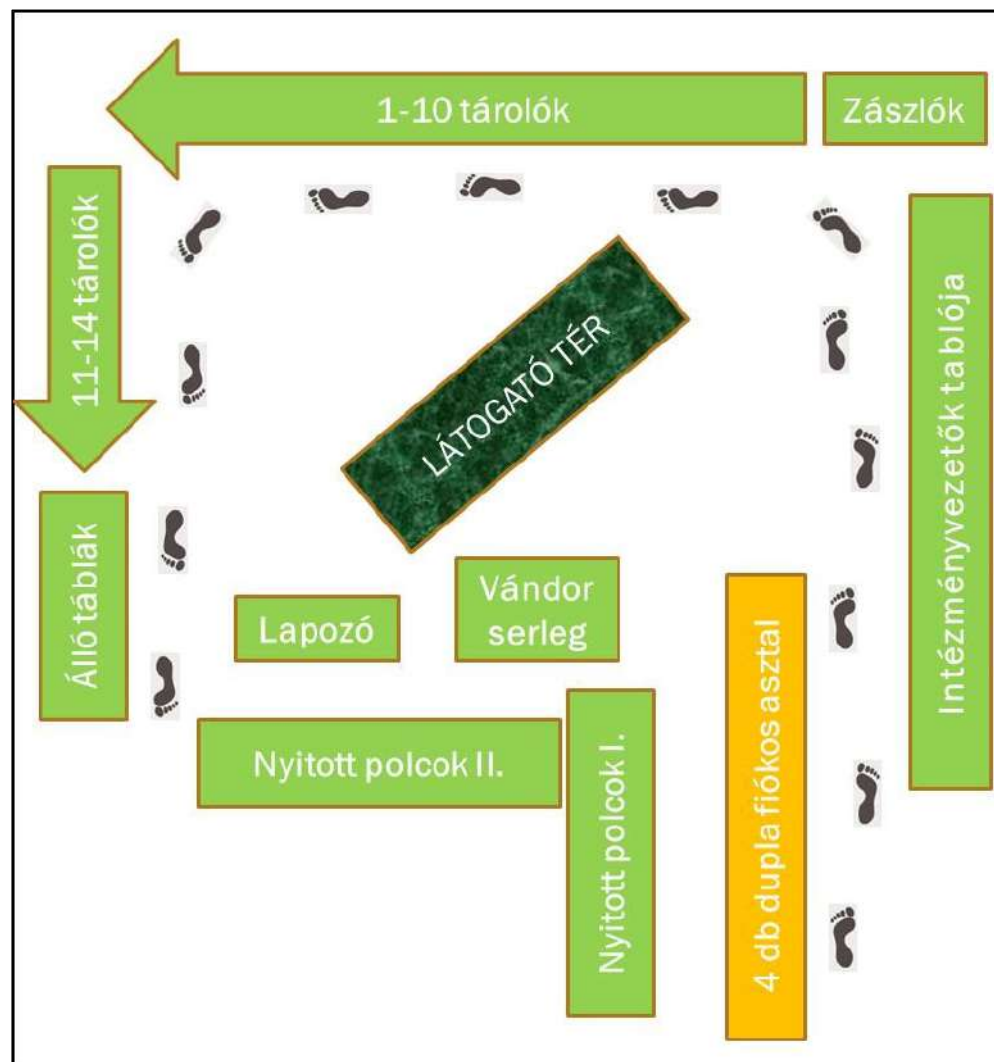 1-10 tárolók
Zászlók
11-14 tárolók
Intézményvezetők tablója
LÁTOGATÓ TÉR
Álló táblák
Lapozó
Vándor
serleg
Nyitott polcok II.
Nyitott polcok I.
4 db dupla fiókos asztal